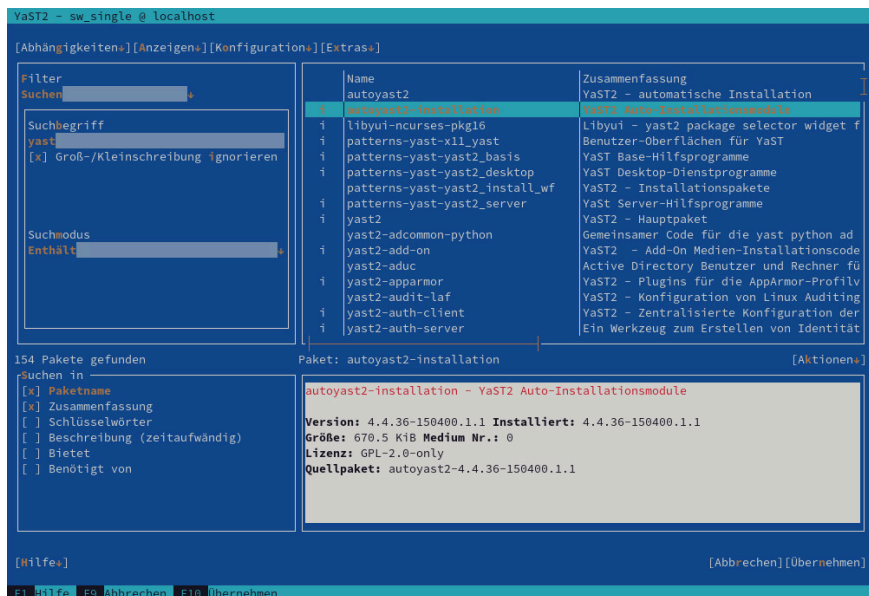 YaST2 - sw_single @ localhost
[Abhängigkeiten↓][Anzeigen↓][Konfiguration↓][Extras↓]
Filter
Suchen ↓
Suchbegriff
yast
[x] Groß-/Kleinschreibung ignorieren
Suchmodus
Enthält ↓
Name Zusammenfassung
autoyast2 YaST2 - automatische Installation
i autoyast2-installation YaST2 Auto-Installationsmodule
i libyui-ncurses-pkg16 Libyui - yast2 package selector widget f
i patterns-yast-x11_yast Benutzer-Oberflächen für YaST
i patterns-yast-yast2_basis YaST Base-Hilfsprogramme
i patterns-yast-yast2_desktop YaST Desktop-Dienstprogramme
patterns-yast-yast2_install_wf YaST2 - Installationspakete
i patterns-yast-yast2_server YaSt Server-Hilfsprogramme
i yast2 YaST2 - Hauptpaket
yast2-adcommon-python Gemeinsamer Code für die yast python ad
i yast2-add-on YaST2  - Add-On Medien-Installationscode
yast2-aduc Active Directory Benutzer und Rechner fü
i yast2-apparmor YaST2 - Plugins für die AppArmor-Profilv
yast2-audit-laf YaST2 - Konfiguration von Linux Auditing
i yast2-auth-client YaST2 - Zentralisierte Konfiguration der
i yast2-auth-server Ein Werkzeug zum Erstellen von Identität
154 Pakete gefunden
Paket: autoyast2-installation [Aktionen↓]
Suchen in
[x] Paketname
[x] Zusammenfassung
[ ] Schlüsselwörter
[ ] Beschreibung (zeitaufwändig)
[ ] Bietet
[ ] Benötigt von
autoyast2-installation - YaST2 Auto-Installationsmodule
Version: 4.4.36-150400.1.1 Installiert: 4.4.36-150400.1.1
Größe: 670.5 KiB Medium Nr.: 0
Lizenz: GPL-2.0-only
Quellpaket: autoyast2-4.4.36-150400.1.1
[Hilfe↓] [Abbrechen][Übernehmen]
F1 Hilfe F9 Abbrechen F10 Übernehmen